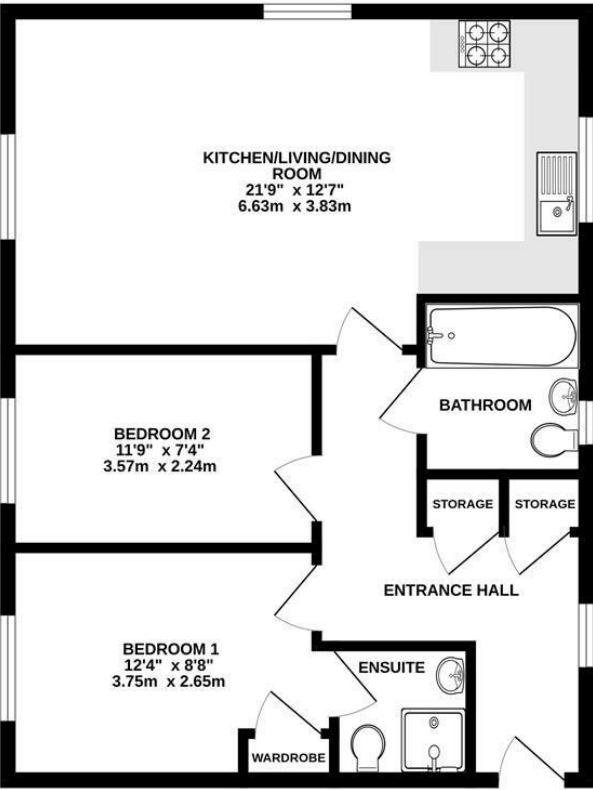 KITCHEN/LIVING/DINING
ROOM
21'9" x 12'7"
6.63m x 3.83m
BATHROOM
BEDROOM 2
11'9" x 7'4"
3.57m x 2.24m
STORAGE
STORAGE
ENTRANCE HALL
BEDROOM 1
12'4" x 8'8"
3.75m x 2.65m
ENSUITE
WARDROBE